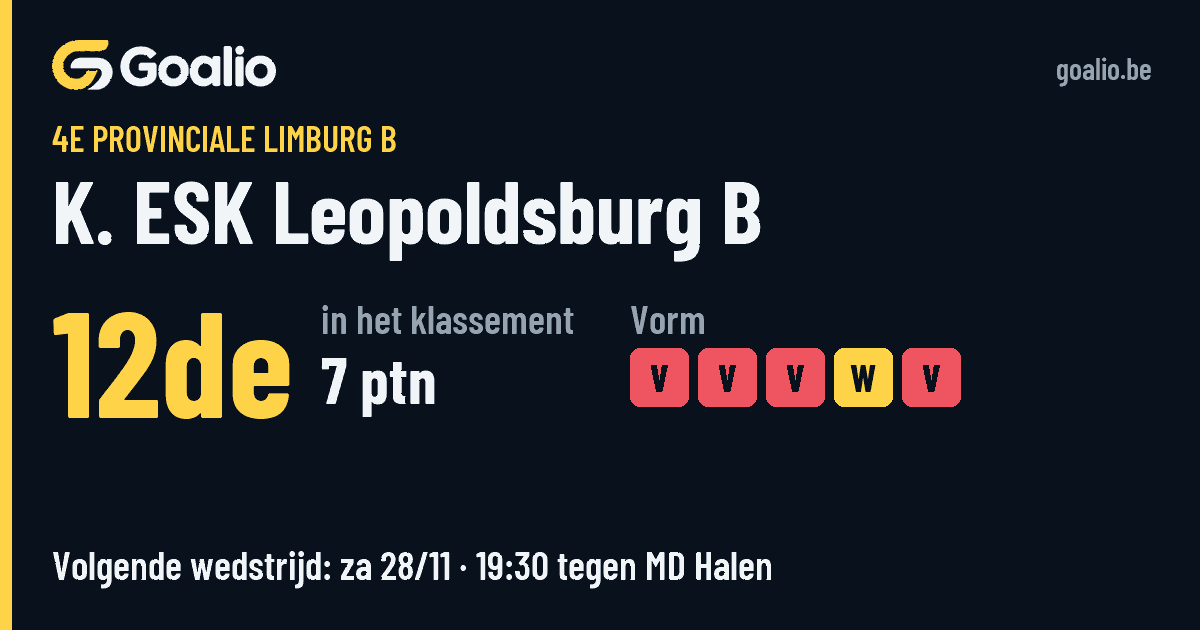 Goalio
goalio.be
4E PROVINCIALE LIMBURG B
K. ESK Leopoldsburg B
12de
in het klassement
7 ptn
Vorm
V V V W V
Volgende wedstrijd: za 28/11 · 19:30 tegen MD Halen